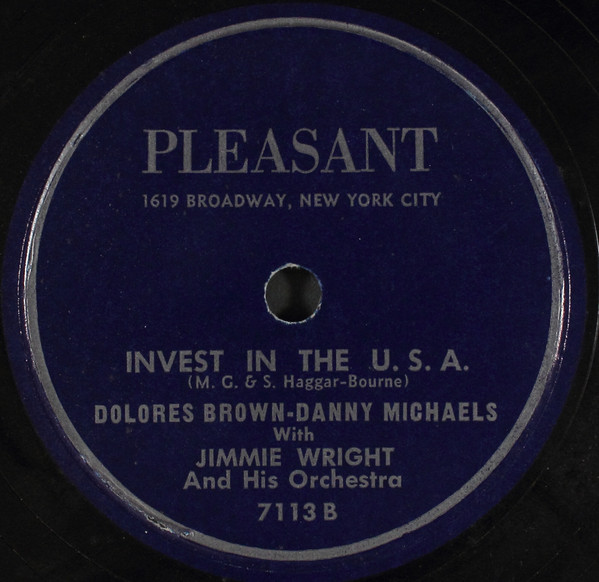 PLEASANT
1619 BROADWAY, NEW YORK CITY
INVEST IN THE U. S. A.
(M. G. & S. Haggar-Bourne)
DOLORES BROWN-DANNY MICHAELS
With
JIMMIE WRIGHT
And His Orchestra
7113 B